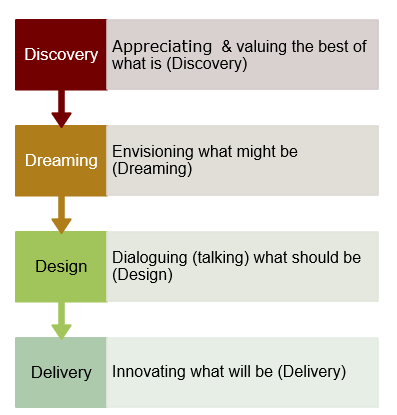 Discovery
Appreciating & valuing the best of
what is (Discovery)
Dreaming
Envisioning what might be
(Dreaming)
Design
Dialoguing (talking) what should be
(Design)
Delivery
Innovating what will be (Delivery)